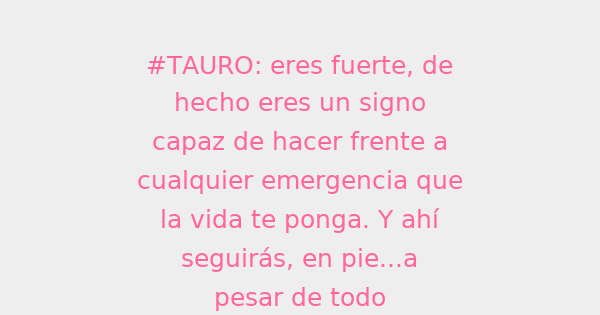 #TAURO: eres fuerte, de
hecho eres un signo
capaz de hacer frente a
cualquier emergencia que
la vida te ponga. Y ahí
seguirás, en pie...a
pesar de todo